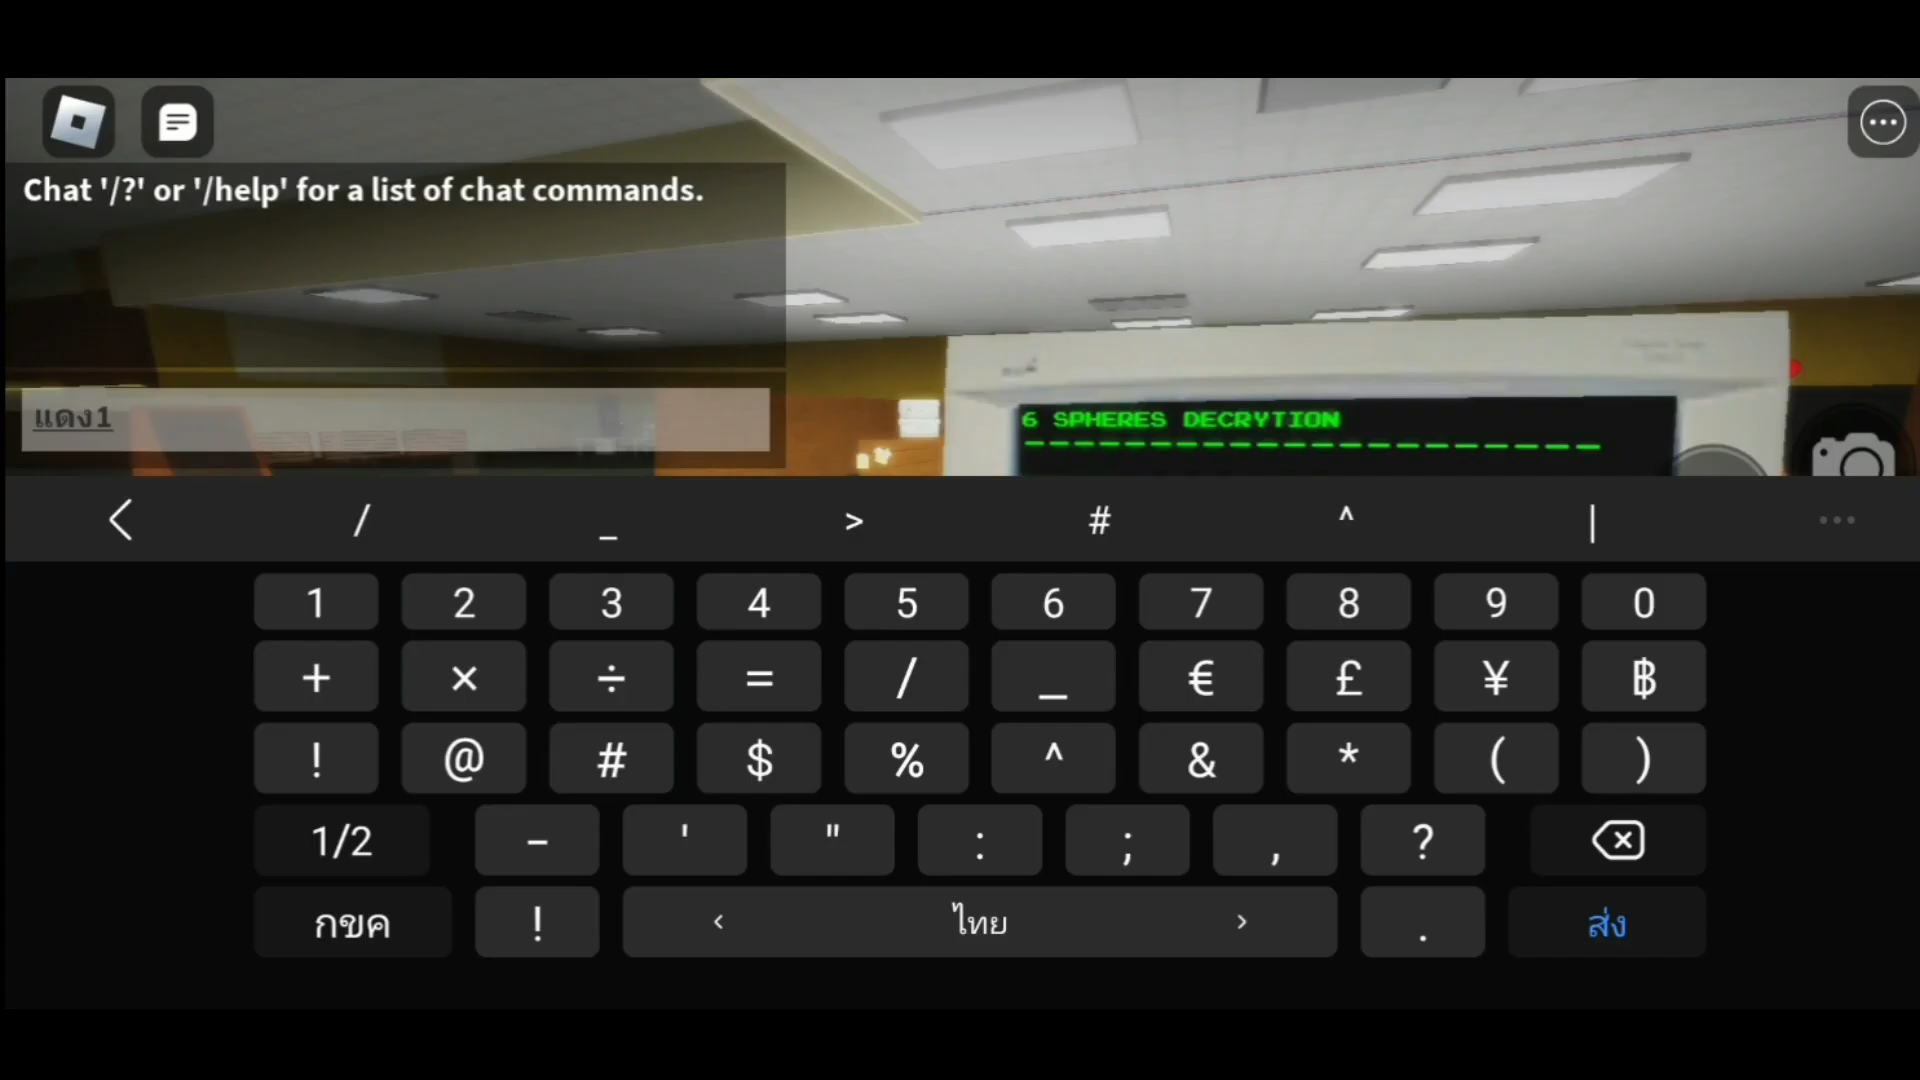 Chat '/?' or '/help' for a list of chat commands.
แดง1
6 SPHERES DECRYTION
/ _ > # ^ |
1 2 3 4 5 6 7 8 9 0
+ × ÷ = / _ € £ ¥ ฿
! @ # $ % ^ & * ( )
1/2 - ' " : ; , ?
กขค ! < ไทย > . ส่ง